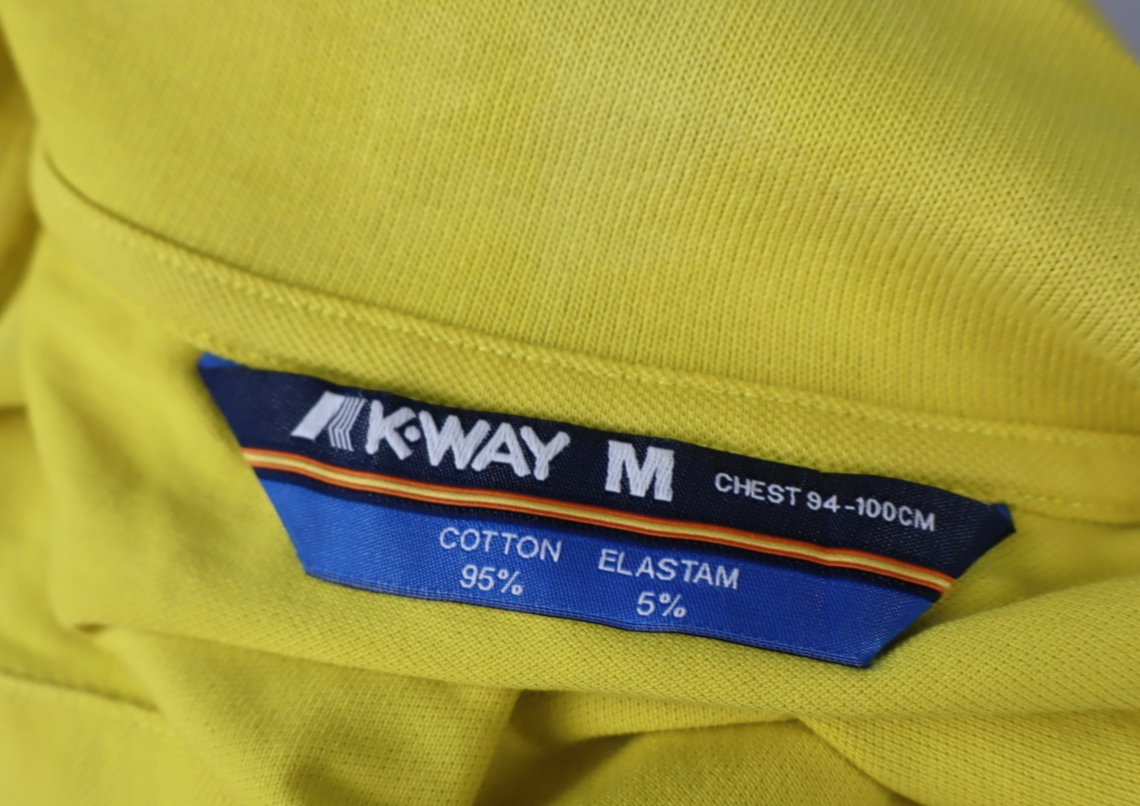 K·WAY M CHEST 94-100CM
COTTON ELASTAM
95% 5%